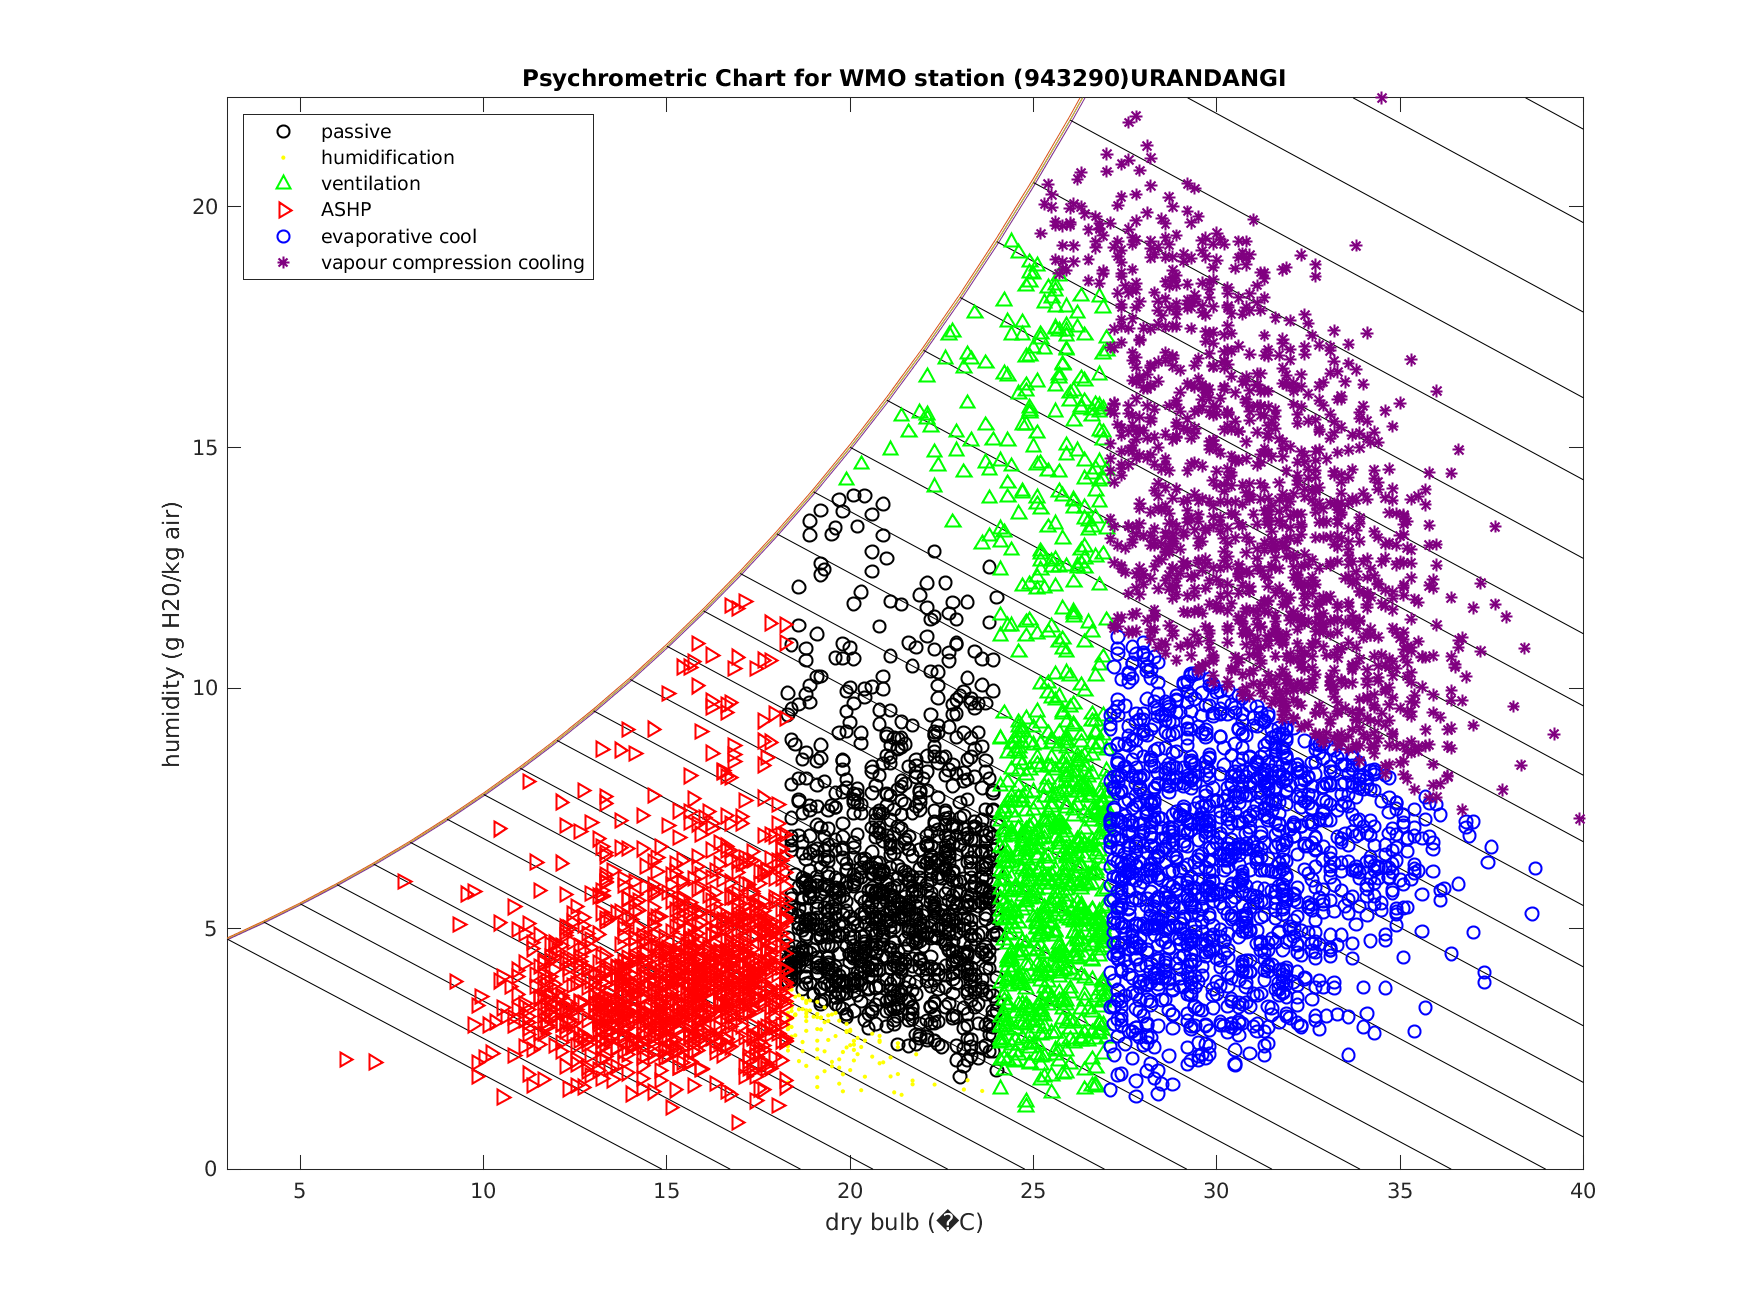 Psychrometric Chart for WMO station (943290)URANDANGI
passive
humidification
ventilation
ASHP
evaporative cool
vapour compression cooling
humidity (g H20/kg air)
20
15
10
5
0
5 10 15 20 25 30 35 40
dry bulb (�C)